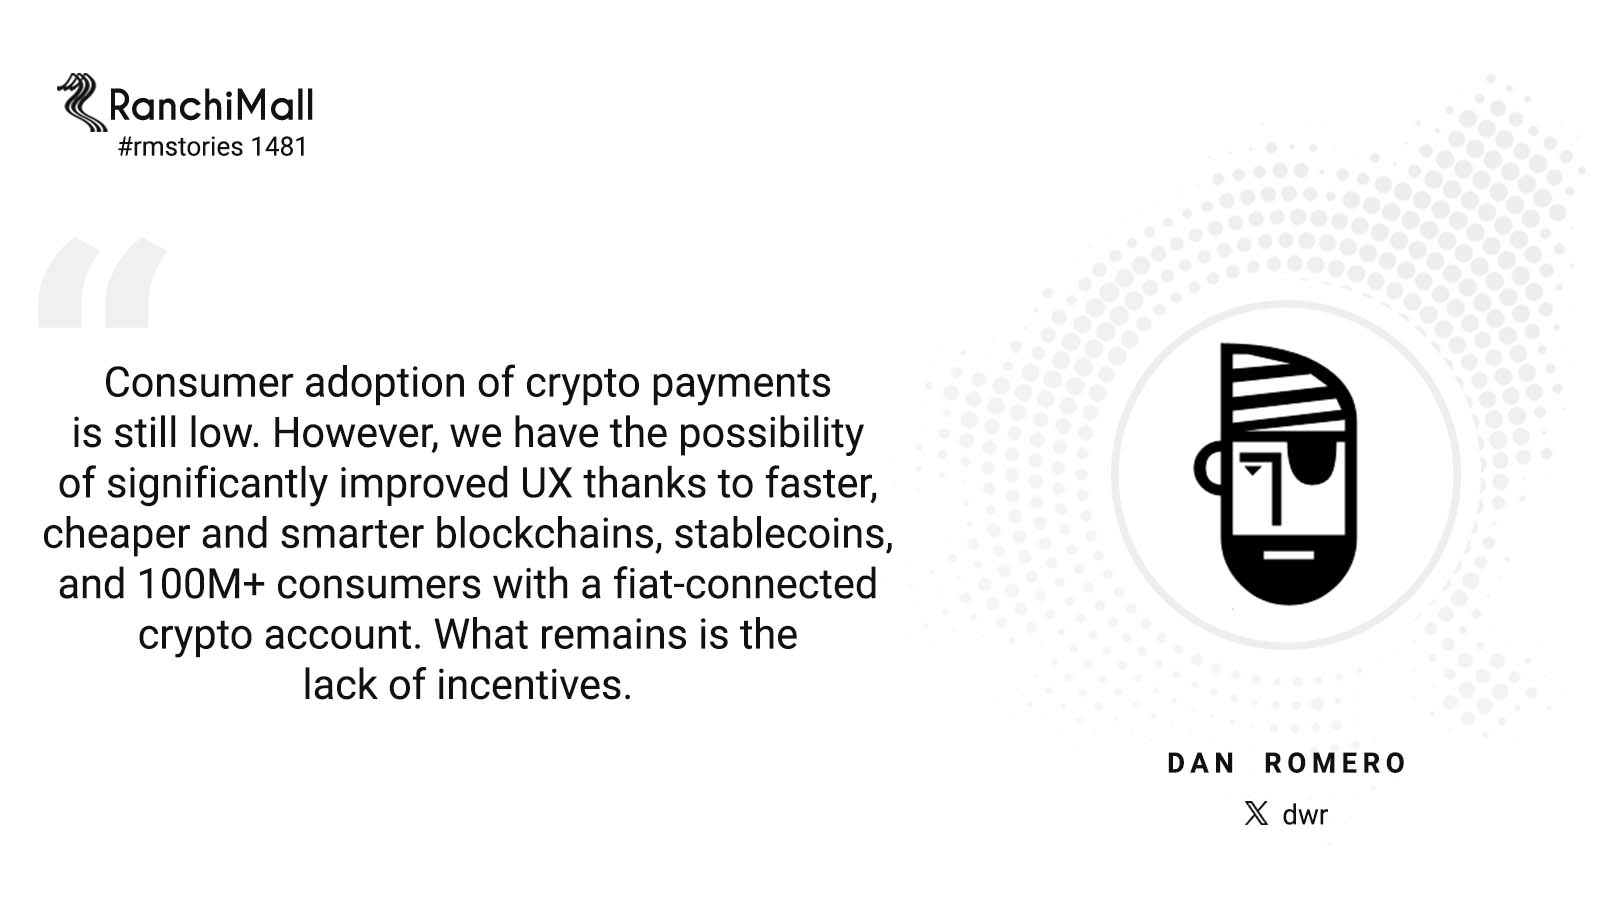 RanchiMall
#rmstories 1481
“
Consumer adoption of crypto payments
is still low. However, we have the possibility
of significantly improved UX thanks to faster,
cheaper and smarter blockchains, stablecoins,
and 100M+ consumers with a fiat-connected
crypto account. What remains is the
lack of incentives.
DAN ROMERO
𝕏 dwr